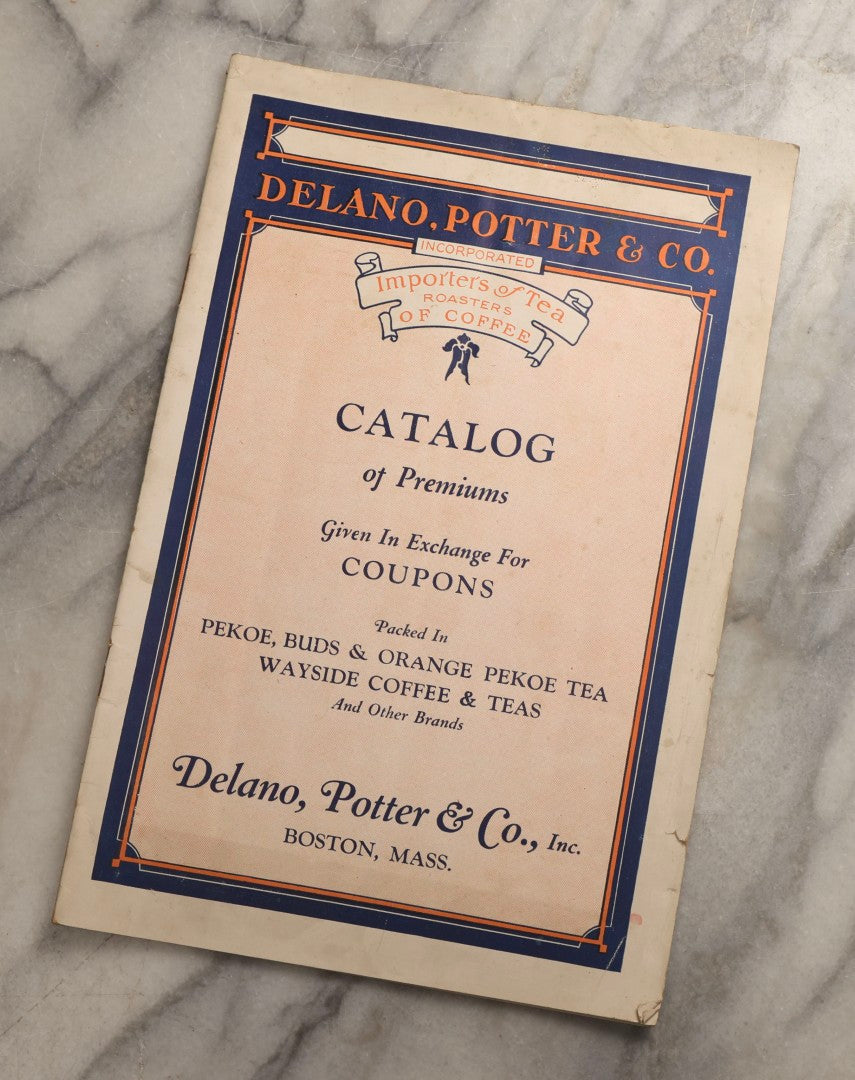 DELANO, POTTER & CO.
INCORPORATED
Importers of Tea
ROASTERS
OF COFFEE
CATALOG
of Premiums
Given In Exchange For
COUPONS
Packed In
PEKOE, BUDS & ORANGE PEKOE TEA
WAYSIDE COFFEE & TEAS
And Other Brands
Delano, Potter & Co., Inc.
BOSTON, MASS.